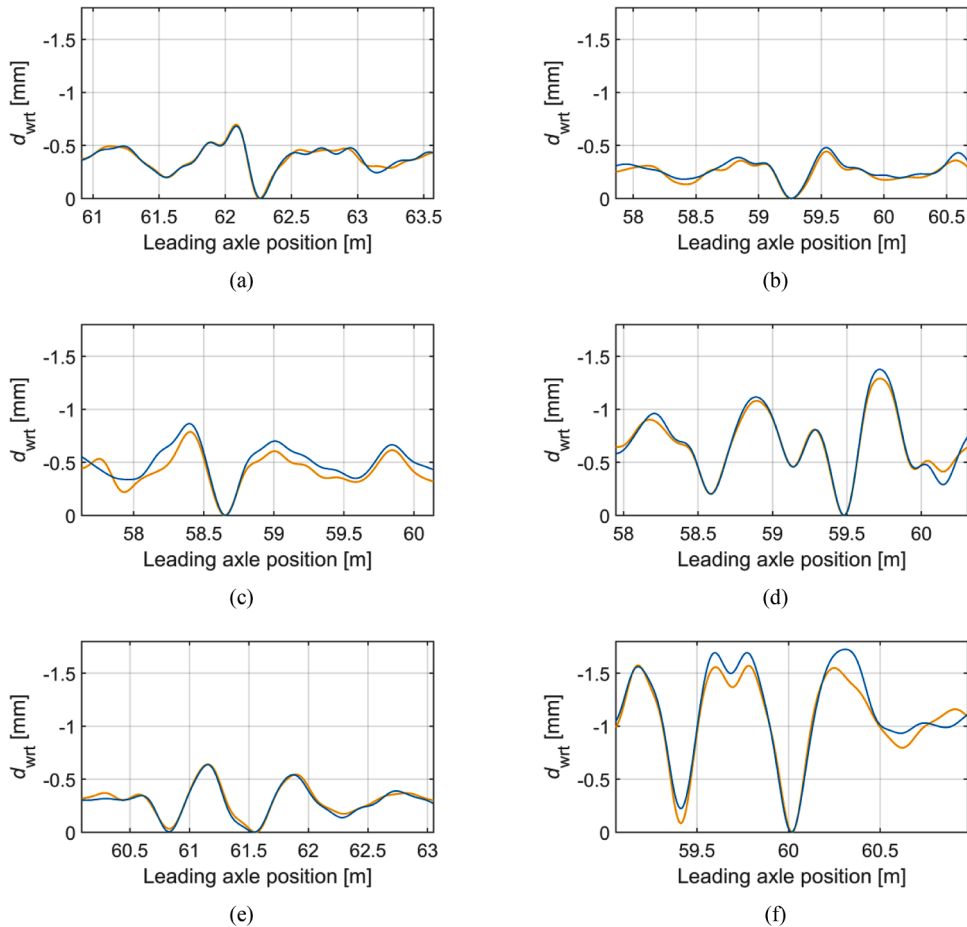 -1.5
-1
-0.5
0
d_wrt [mm]
61 61.5 62 62.5 63 63.5
Leading axle position [m]
(a)
-1.5
-1
-0.5
0
d_wrt [mm]
58 58.5 59 59.5 60 60.5
Leading axle position [m]
(b)
-1.5
-1
-0.5
0
d_wrt [mm]
58 58.5 59 59.5 60
Leading axle position [m]
(c)
-1.5
-1
-0.5
0
d_wrt [mm]
58 58.5 59 59.5 60
Leading axle position [m]
(d)
-1.5
-1
-0.5
0
d_wrt [mm]
60.5 61 61.5 62 62.5 63
Leading axle position [m]
(e)
-1.5
-1
-0.5
0
d_wrt [mm]
59.5 60 60.5
Leading axle position [m]
(f)